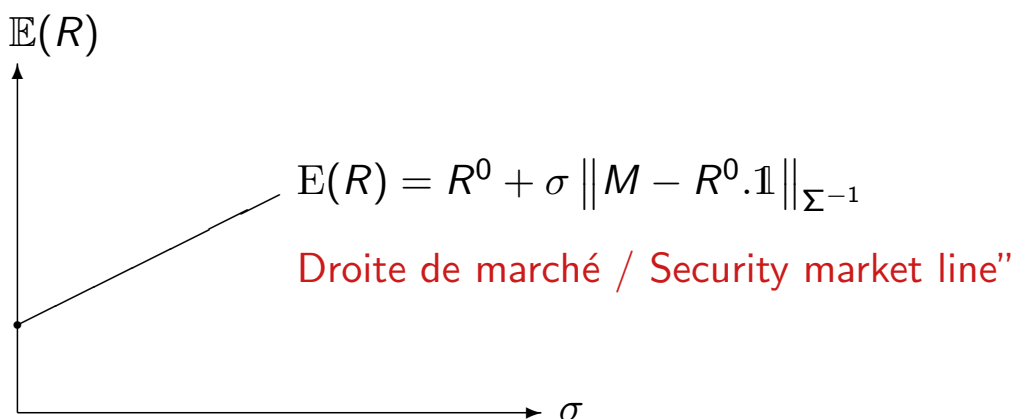 𝔼(R)
E(R) = R⁰ + σ ‖M − R⁰.𝟙‖_Σ⁻¹
Droite de marché / Security market line”
σ